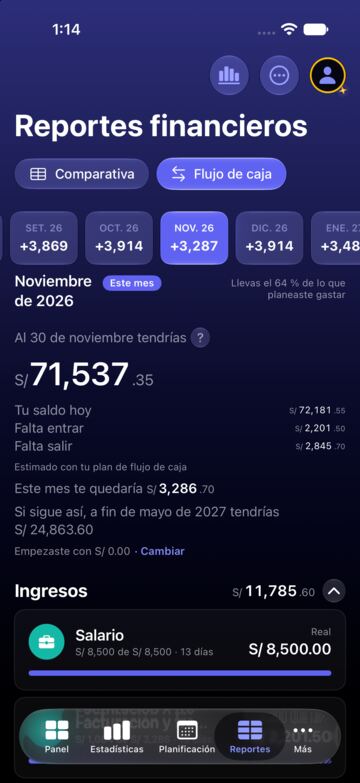 1:14
Reportes financieros
Comparativa
Flujo de caja
SET. 26
+3,869
OCT. 26
+3,914
NOV. 26
+3,287
DIC. 26
+3,914
ENE. 27
+3,48
Noviembre de 2026
Este mes
Llevas el 64 % de lo que
planeaste gastar
Al 30 de noviembre tendrías ?
S/ 71,537.35
Tu saldo hoy S/ 72,181.55
Falta entrar S/ 2,201.50
Falta salir S/ 2,845.70
Estimado con tu plan de flujo de caja
Este mes te quedaría S/ 3,286.70
Si sigue así, a fin de mayo de 2027 tendrías
S/ 24,863.60
Empezaste con S/ 0.00 · Cambiar
Ingresos S/ 11,785.60
Salario
Real
S/ 8,500 de S/ 8,500 · 13 días
S/ 8,500.00
Panel
Estadísticas
Planificación
Reportes
Más